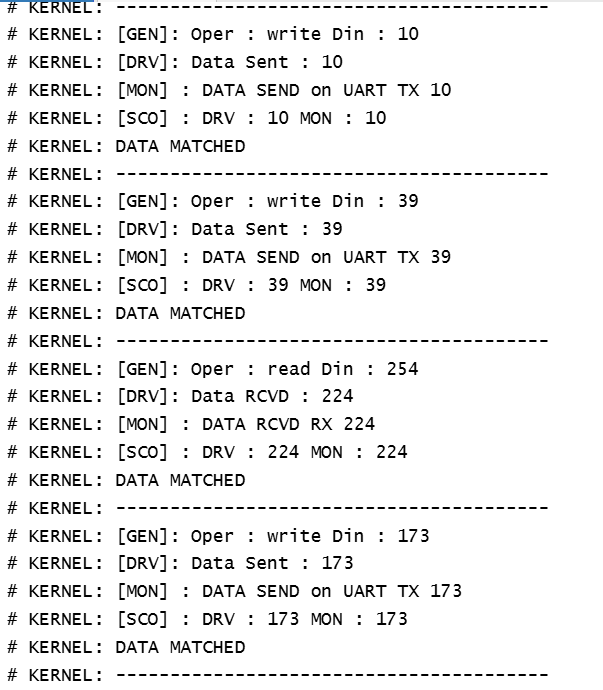 # KERNEL: ----------------------------------------
# KERNEL: [GEN]: Oper : write Din : 10
# KERNEL: [DRV]: Data Sent : 10
# KERNEL: [MON] : DATA SEND on UART TX 10
# KERNEL: [SCO] : DRV : 10 MON : 10
# KERNEL: DATA MATCHED
# KERNEL: ----------------------------------------
# KERNEL: [GEN]: Oper : write Din : 39
# KERNEL: [DRV]: Data Sent : 39
# KERNEL: [MON] : DATA SEND on UART TX 39
# KERNEL: [SCO] : DRV : 39 MON : 39
# KERNEL: DATA MATCHED
# KERNEL: ----------------------------------------
# KERNEL: [GEN]: Oper : read Din : 254
# KERNEL: [DRV]: Data RCVD : 224
# KERNEL: [MON] : DATA RCVD RX 224
# KERNEL: [SCO] : DRV : 224 MON : 224
# KERNEL: DATA MATCHED
# KERNEL: ----------------------------------------
# KERNEL: [GEN]: Oper : write Din : 173
# KERNEL: [DRV]: Data Sent : 173
# KERNEL: [MON] : DATA SEND on UART TX 173
# KERNEL: [SCO] : DRV : 173 MON : 173
# KERNEL: DATA MATCHED
# KERNEL: ----------------------------------------